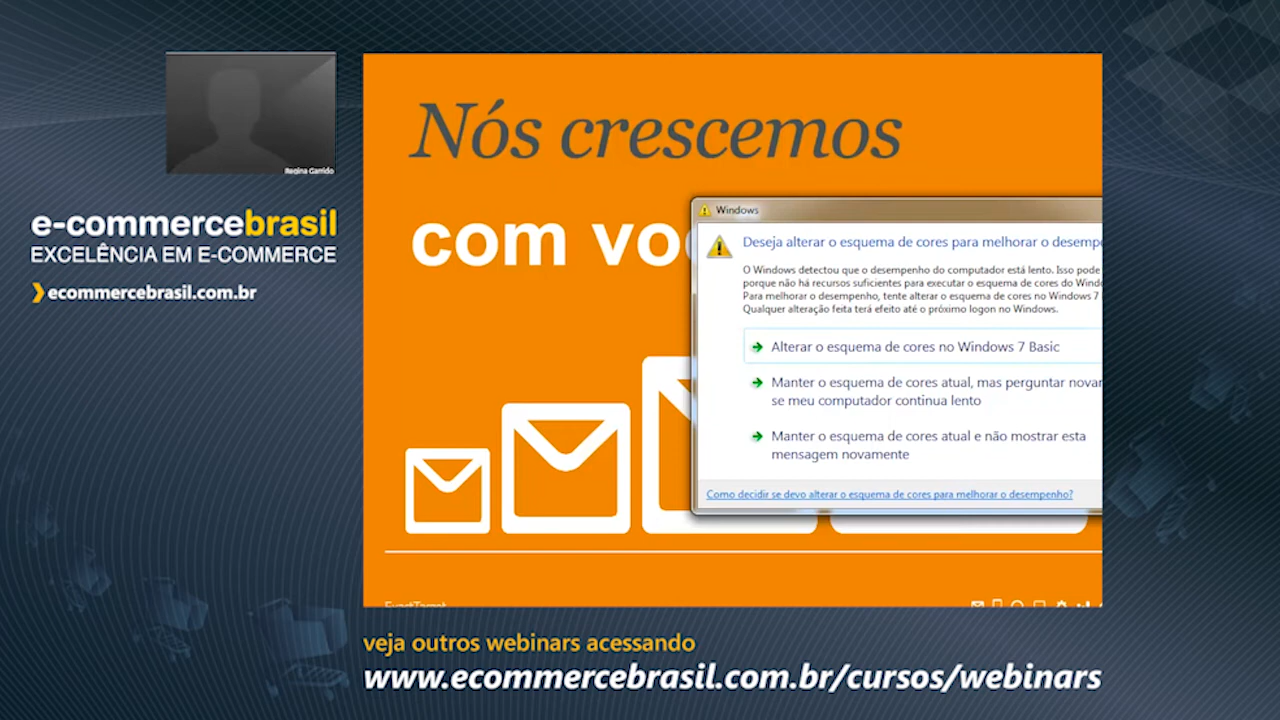 Regina Garrido
e-commercebrasil
EXCELÊNCIA EM E-COMMERCE
ecommercebrasil.com.br
Nós crescemos
com vo
Windows
Deseja alterar o esquema de cores para melhorar o desemp
O Windows detectou que o desempenho do computador está lento. Isso pode
porque não há recursos suficientes para executar o esquema de cores do Windo
Para melhorar o desempenho, tente alterar o esquema de cores no Windows 7
Qualquer alteração feita terá efeito até o próximo logon no Windows.
Alterar o esquema de cores no Windows 7 Basic
Manter o esquema de cores atual, mas perguntar novar
se meu computador continua lento
Manter o esquema de cores atual e não mostrar esta
mensagem novamente
Como decidir se devo alterar o esquema de cores para melhorar o desempenho?
ExactTarget
veja outros webinars acessando
www.ecommercebrasil.com.br/cursos/webinars